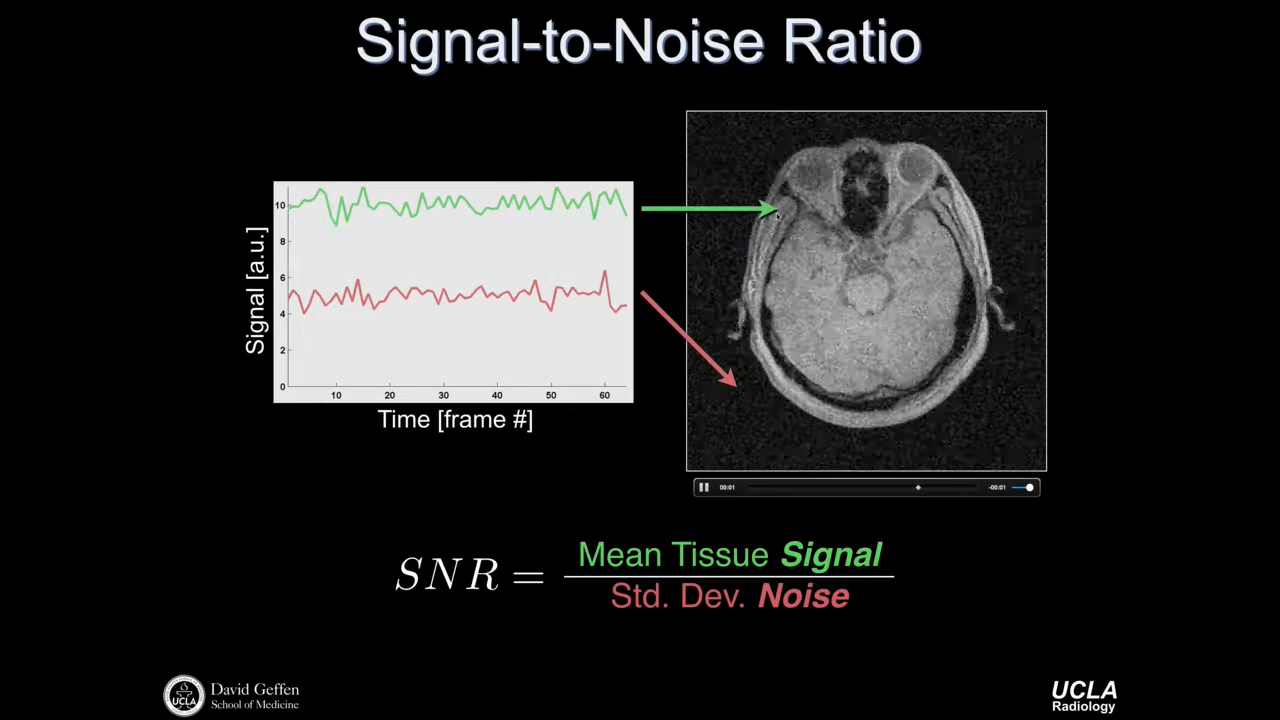 Signal-to-Noise Ratio
Signal [a.u.]
10
8
6
4
2
0
10 20 30 40 50 60
Time [frame #]
00:01
-00:01
SNR =
Mean Tissue Signal
Std. Dev. Noise
UCLA
David Geffen
School of Medicine
UCLA
Radiology